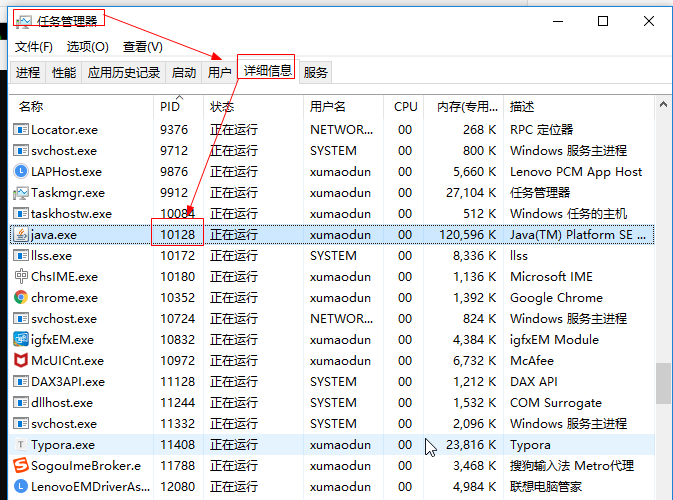 任务管理器
文件(F) 选项(O) 查看(V)
进程 性能 应用历史记录 启动 用户 详细信息 服务
名称 PID 状态 用户名 CPU 内存(专用... 描述
Locator.exe 9376 正在运行 NETWOR... 00 268 K RPC 定位器
svchost.exe 9712 正在运行 SYSTEM 00 800 K Windows 服务主进程
LAPHost.exe 9876 正在运行 xumaodun 00 5,660 K Lenovo PCM App Host
Taskmgr.exe 9912 正在运行 xumaodun 00 27,104 K 任务管理器
taskhostw.exe 10084 正在运行 xumaodun 00 512 K Windows 任务的主机
java.exe 10128 正在运行 xumaodun 00 120,596 K Java(TM) Platform SE ...
llss.exe 10172 正在运行 SYSTEM 00 8,336 K llss
ChsIME.exe 10180 正在运行 xumaodun 00 1,136 K Microsoft IME
chrome.exe 10352 正在运行 xumaodun 00 1,392 K Google Chrome
svchost.exe 10724 正在运行 NETWOR... 00 824 K Windows 服务主进程
igfxEM.exe 10832 正在运行 xumaodun 00 4,384 K igfxEM Module
McUICnt.exe 10972 正在运行 xumaodun 00 6,732 K McAfee
DAX3API.exe 11128 正在运行 SYSTEM 00 1,212 K DAX API
dllhost.exe 11244 正在运行 SYSTEM 00 1,532 K COM Surrogate
svchost.exe 11332 正在运行 SYSTEM 00 2,096 K Windows 服务主进程
Typora.exe 11408 正在运行 xumaodun 00 23,816 K Typora
SogouImeBroker.e 11788 正在运行 xumaodun 00 3,468 K 搜狗输入法 Metro代理
LenovoEMDriverAs... 12080 正在运行 xumaodun 00 4,984 K 联想电脑管家